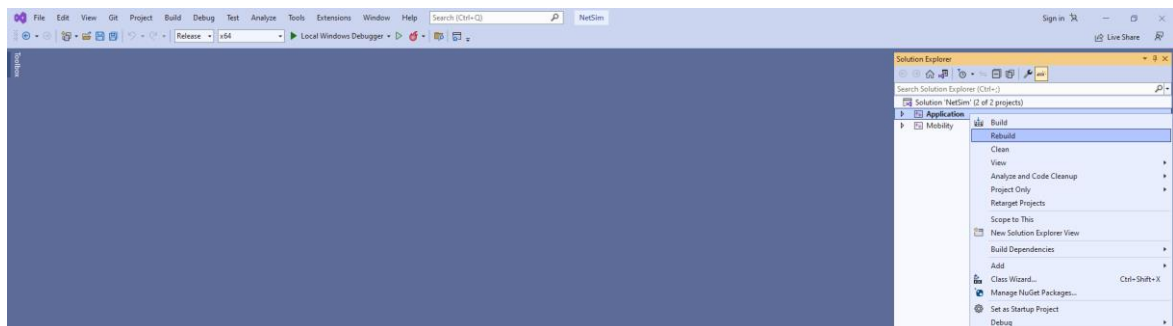 File Edit View Git Project Build Debug Test Analyze Tools Extensions Window Help Search (Ctrl+Q) NetSim Sign in
Release x64 Local Windows Debugger Live Share
Toolbox
Solution Explorer
Search Solution Explorer (Ctrl+;)
Solution 'NetSim' (2 of 2 projects)
Application
Mobility
Build
Rebuild
Clean
View
Analyze and Code Cleanup
Project Only
Retarget Projects
Scope to This
New Solution Explorer View
Build Dependencies
Add
Class Wizard... Ctrl+Shift+X
Manage NuGet Packages...
Set as Startup Project
Debug